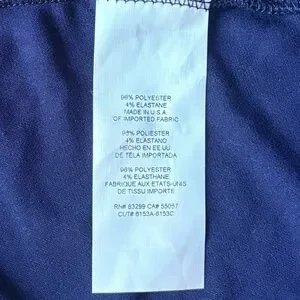 96% POLYESTER
4% ELASTANE
MADE IN U.S.A.
OF IMPORTED FABRIC
96% POLIESTER
4% ELASTANO
HECHO EN EE.UU.
DE TELA IMPORTADA
96% POLYESTER
4% ELASTHANE
FABRIQUE AUX ETATS-UNIS
DE TISSU IMPORTE
RN# 83299 CA# 55057
CUT# 6153A-6153C